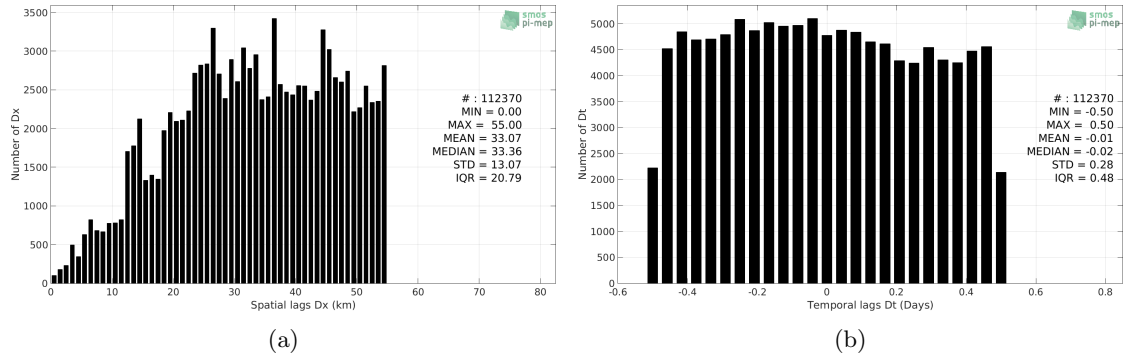 smos
pi-mep
3500
3000
2500
2000
1500
1000
500
0
Number of Dx
# : 112370
MIN = 0.00
MAX = 55.00
MEAN = 33.07
MEDIAN = 33.36
STD = 13.07
IQR = 20.79
0 10 20 30 40 50 60 70 80
Spatial lags Dx (km)
(a)
smos
pi-mep
5000
4500
4000
3500
3000
2500
2000
1500
1000
500
0
Number of Dt
# : 112370
MIN = -0.50
MAX = 0.50
MEAN = -0.01
MEDIAN = -0.02
STD = 0.28
IQR = 0.48
-0.6 -0.4 -0.2 0 0.2 0.4 0.6 0.8
Temporal lags Dt (Days)
(b)